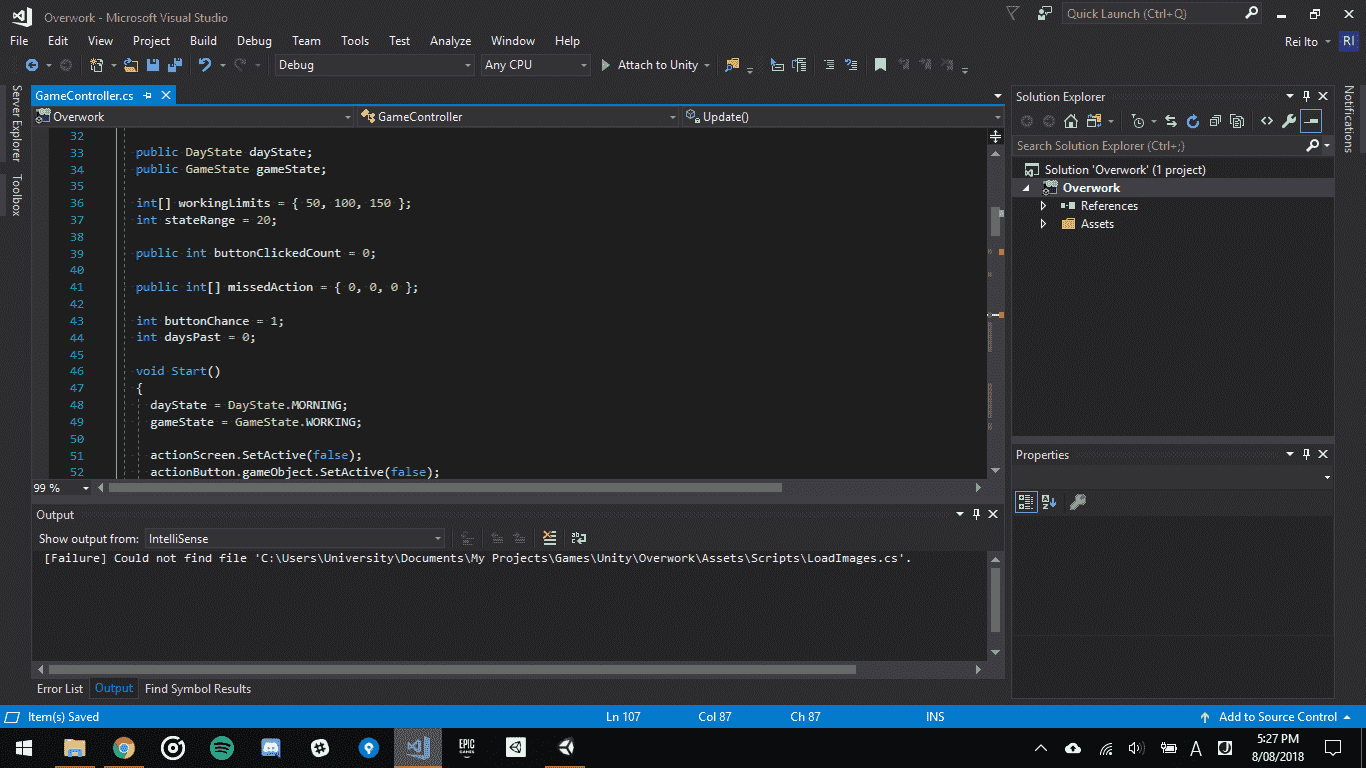 Overwork - Microsoft Visual Studio
Quick Launch (Ctrl+Q)
File Edit View Project Build Debug Team Tools Test Analyze Window Help
Rei Ito RI
Debug Any CPU Attach to Unity
Server Explorer
Toolbox
GameController.cs
Overwork GameController Update()
32
33 public DayState dayState;
34 public GameState gameState;
35
36 int[] workingLimits = { 50, 100, 150 };
37 int stateRange = 20;
38
39 public int buttonClickedCount = 0;
40
41 public int[] missedAction = { 0, 0, 0 };
42
43 int buttonChance = 1;
44 int daysPast = 0;
45
46 void Start()
47 {
48 dayState = DayState.MORNING;
49 gameState = GameState.WORKING;
50
51 actionScreen.SetActive(false);
52 actionButton.gameObject.SetActive(false);
99 %
Output
Show output from: IntelliSense
[Failure] Could not find file 'C:\Users\University\Documents\My Projects\Games\Unity\Overwork\Assets\Scripts\LoadImages.cs'.
Error List Output Find Symbol Results
Solution Explorer
Search Solution Explorer (Ctrl+;)
Solution 'Overwork' (1 project)
Overwork
References
Assets
Properties
Notifications
Item(s) Saved Ln 107 Col 87 Ch 87 INS Add to Source Control
EPIC
GAMES
A
J
5:27 PM
8/08/2018